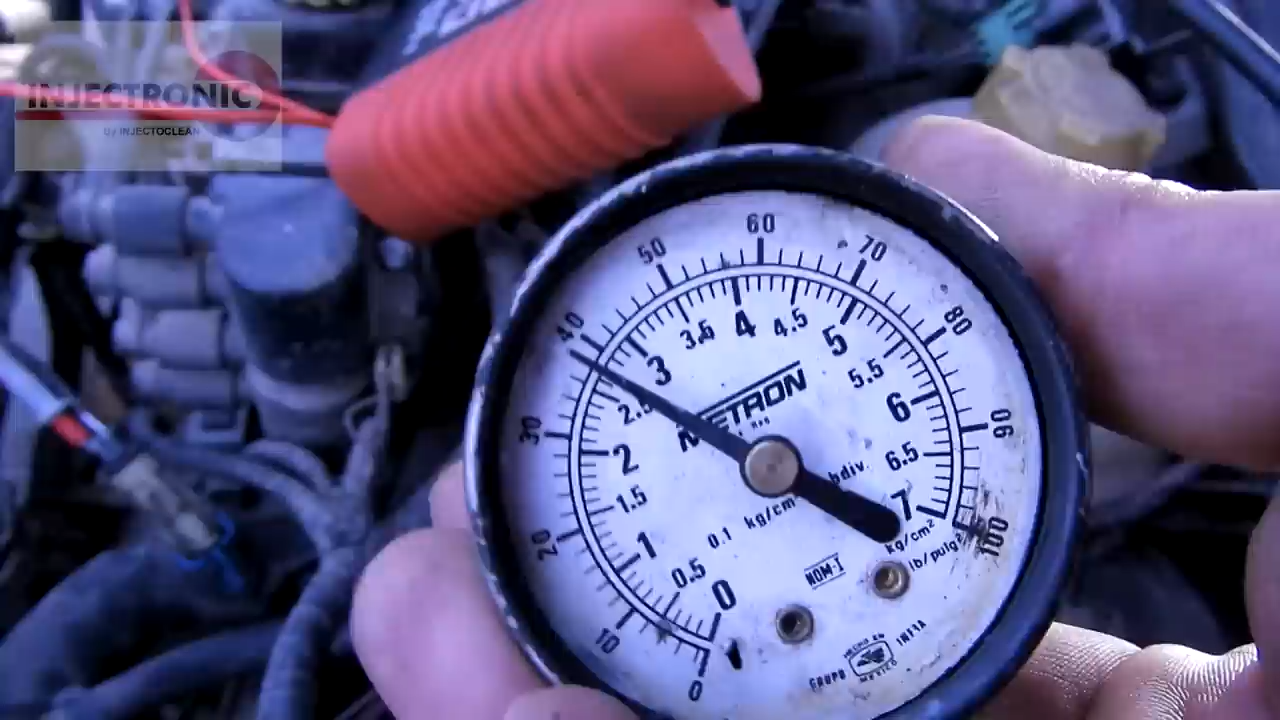 INJECTRONIC
By INJECTOCLEAN
0
10
20
30
40
50
60
70
80
90
100
lb/pulg²
0
0.5
1
1.5
2
2.5
3
3.5
4
4.5
5
5.5
6
6.5
7
kg/cm²
METRON
0.1 kg/cm
NOM-I
HECHO EN
MEXICO
GRUPO INFRA